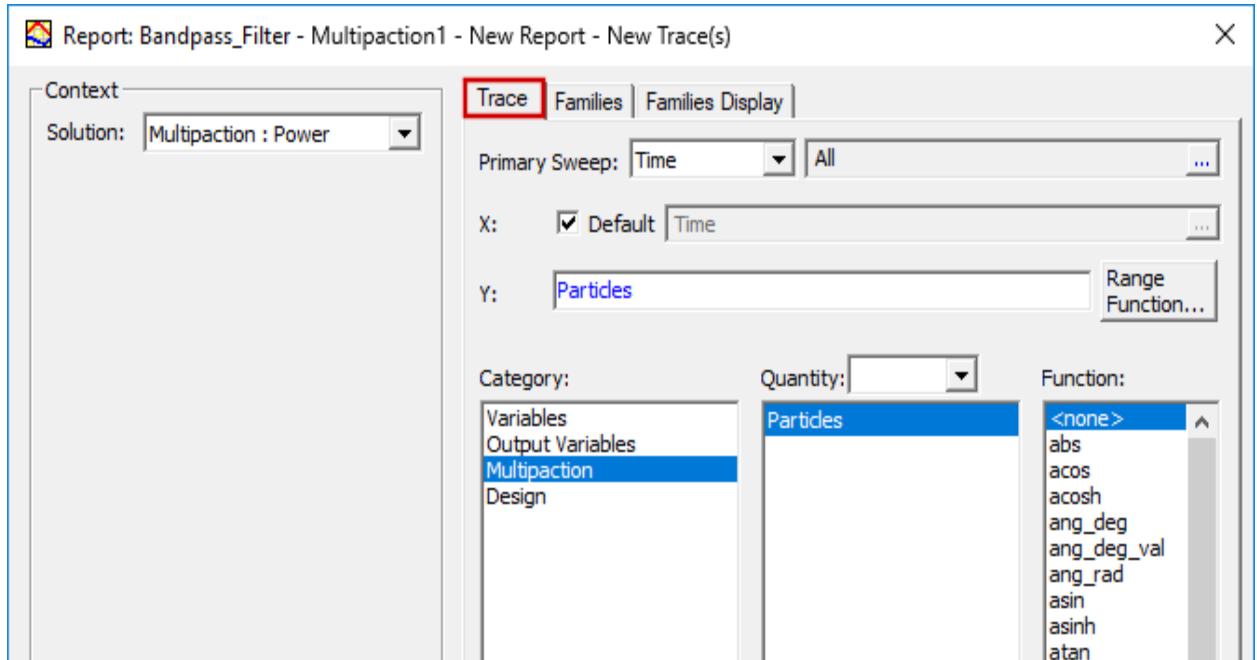 Report: Bandpass_Filter - Multipaction1 - New Report - New Trace(s)
Context
Solution: Multipaction : Power
Trace Families Families Display
Primary Sweep: Time All ...
X: Default Time ...
Y: Particles Range Function...
Category:
Variables
Output Variables
Multipaction
Design
Quantity:
Particles
Function:
<none>
abs
acos
acosh
ang_deg
ang_deg_val
ang_rad
asin
asinh
atan